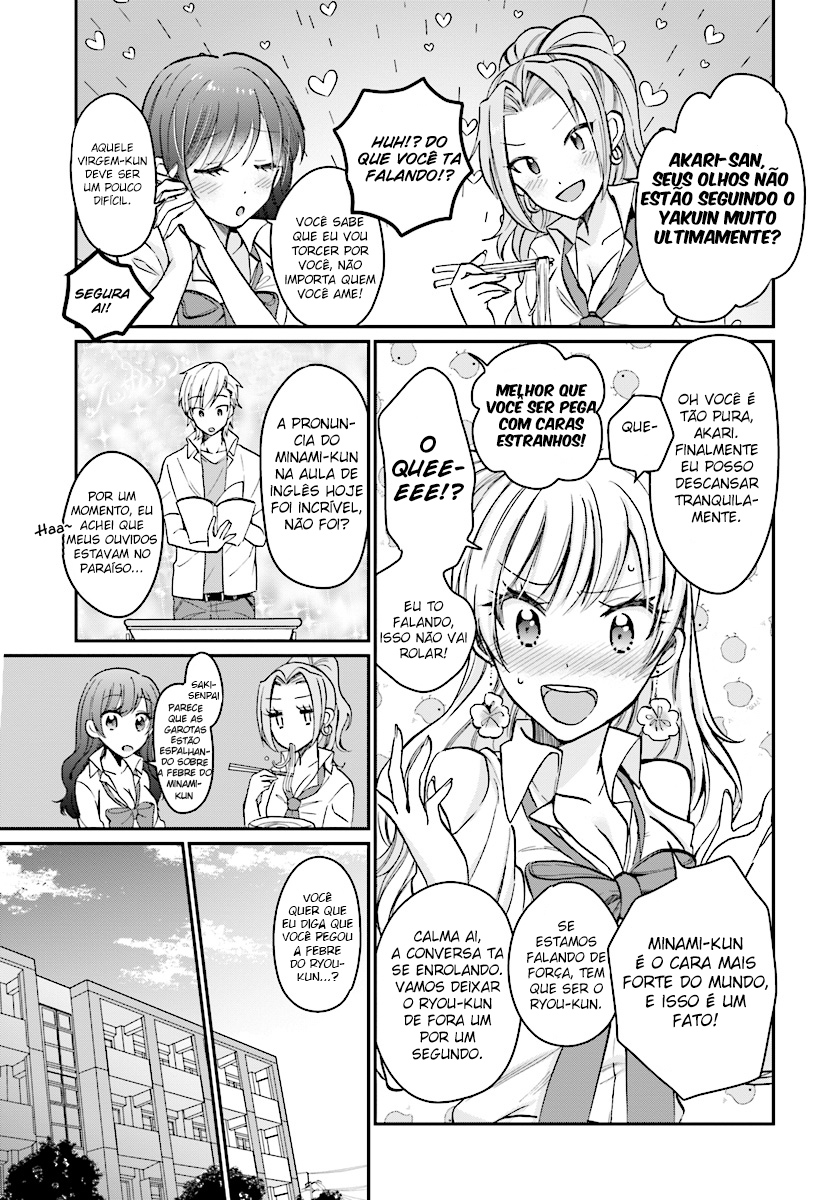 AKARI-SAN,
SEUS OLHOS NÃO
ESTÃO SEGUINDO O
YAKUIN MUITO
ULTIMAMENTE?
HUH!? DO
QUE VOCÊ TA
FALANDO!?
VOCÊ SABE
QUE EU VOU
TORCER POR
VOCÊ, NÃO
IMPORTA QUEM
VOCÊ AME!
AQUELE
VIRGEM-KUN
DEVE SER
UM POUCO
DIFÍCIL.
SEGURA
AI!
OH VOCÊ É
TÃO PURA,
AKARI.
FINALMENTE
EU POSSO
DESCANSAR
TRANQUILA-
MENTE.
QUE-
MELHOR QUE
VOCÊ SER PEGA
COM CARAS
ESTRANHOS!
O
QUEE-
EEE!?
EU TO
FALANDO,
ISSO NÃO VAI
ROLAR!
MINAMI-KUN
É O CARA MAIS
FORTE DO MUNDO,
E ISSO É UM
FATO!
SE
ESTAMOS
FALANDO DE
FORÇA, TEM
QUE SER O
RYOU-KUN.
CALMA AI,
A CONVERSA TA
SE ENROLANDO.
VAMOS DEIXAR
O RYOU-KUN
DE FORA UM
POR UM
SEGUNDO.
A
PRONUN-
CIA DO
MINAMI-KUN
NA AULA DE
INGLÊS HOJE
FOI INCRÍVEL,
NÃO FOI?
POR UM
MOMENTO, EU
ACHEI QUE
MEUS OUVIDOS
ESTAVAM NO
PARAÍSO...
Haa~
SAKI-
SENPAI
PARECE
QUE AS
GAROTAS
ESTÃO
ESPALHAN-
DO SOBRE
A FEBRE DO
MINAMI-
KUN
VOCÊ
QUER QUE
EU DIGA QUE
VOCÊ PEGOU
A FEBRE
DO RYOU-
KUN...?